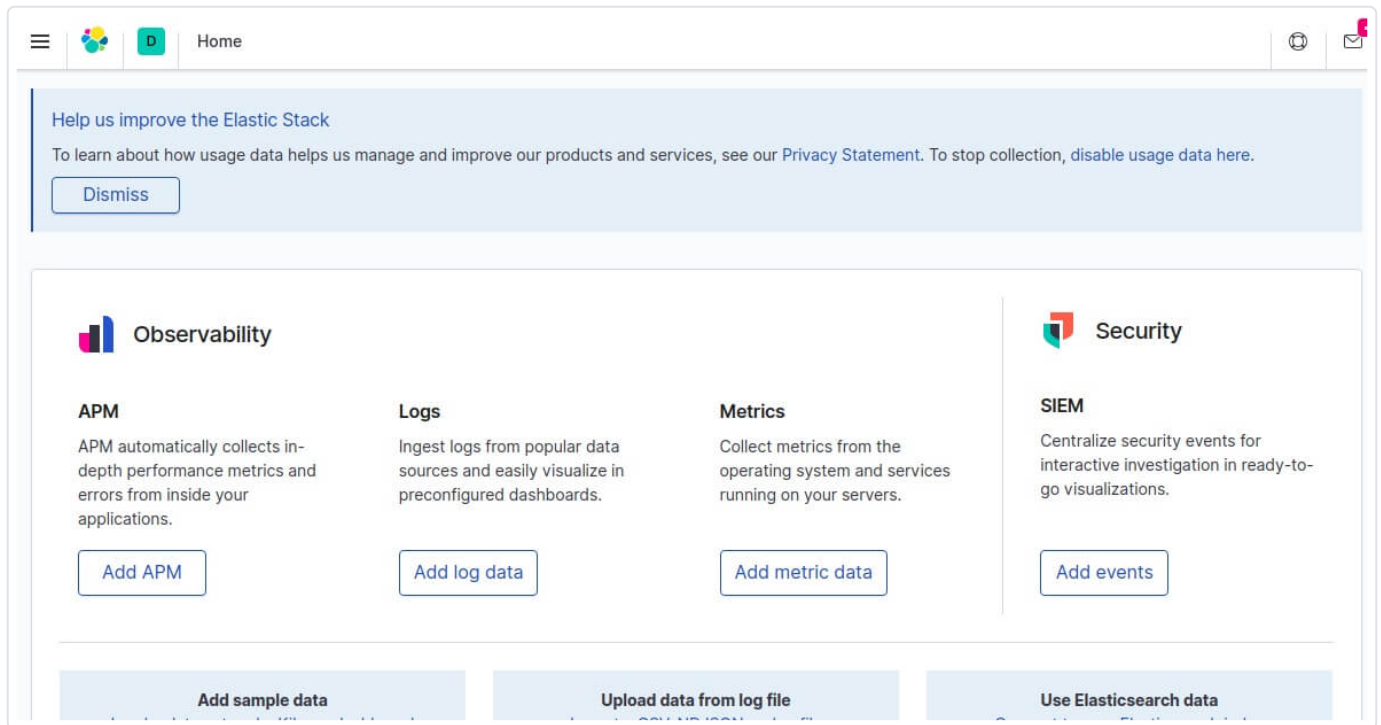 D
Home
Help us improve the Elastic Stack
To learn about how usage data helps us manage and improve our products and services, see our Privacy Statement. To stop collection, disable usage data here.
Dismiss
Observability
APM
APM automatically collects in-
depth performance metrics and
errors from inside your
applications.
Add APM
Logs
Ingest logs from popular data
sources and easily visualize in
preconfigured dashboards.
Add log data
Metrics
Collect metrics from the
operating system and services
running on your servers.
Add metric data
Security
SIEM
Centralize security events for
interactive investigation in ready-to-
go visualizations.
Add events
Add sample data
Upload data from log file
Use Elasticsearch data